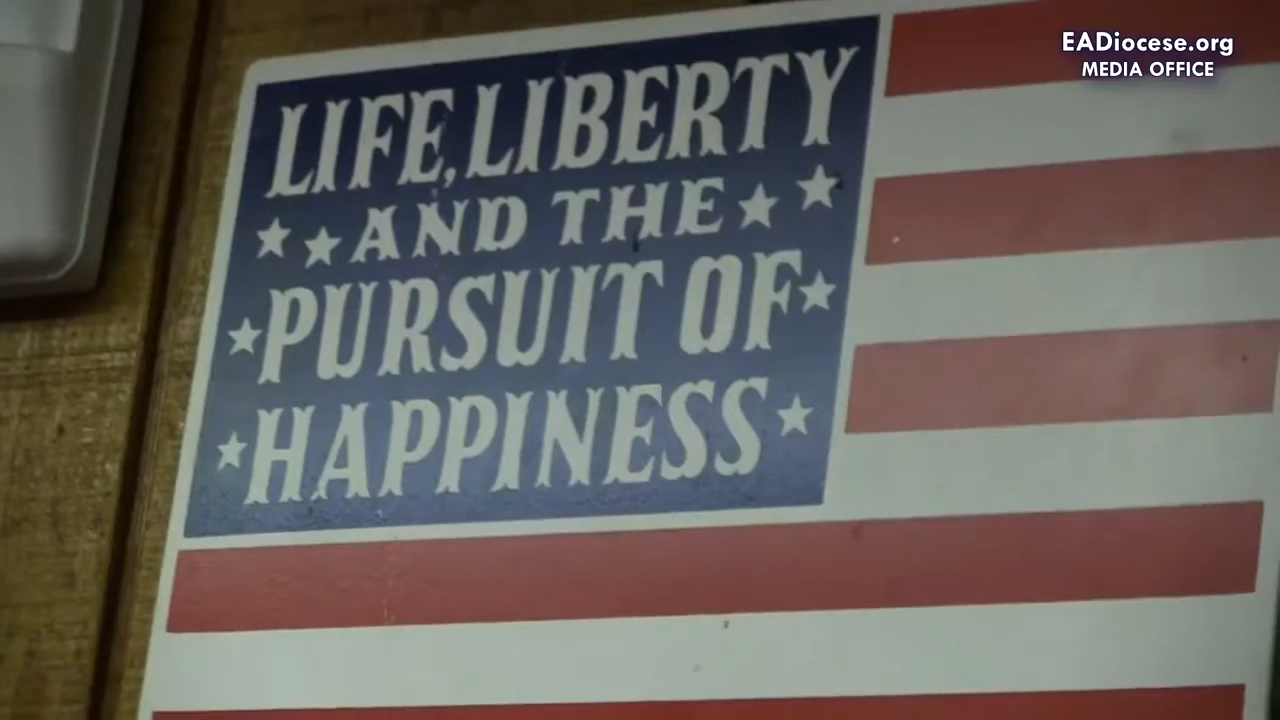 EADiocese.org
MEDIA OFFICE
LIFE, LIBERTY
AND THE
PURSUIT OF
HAPPINESS